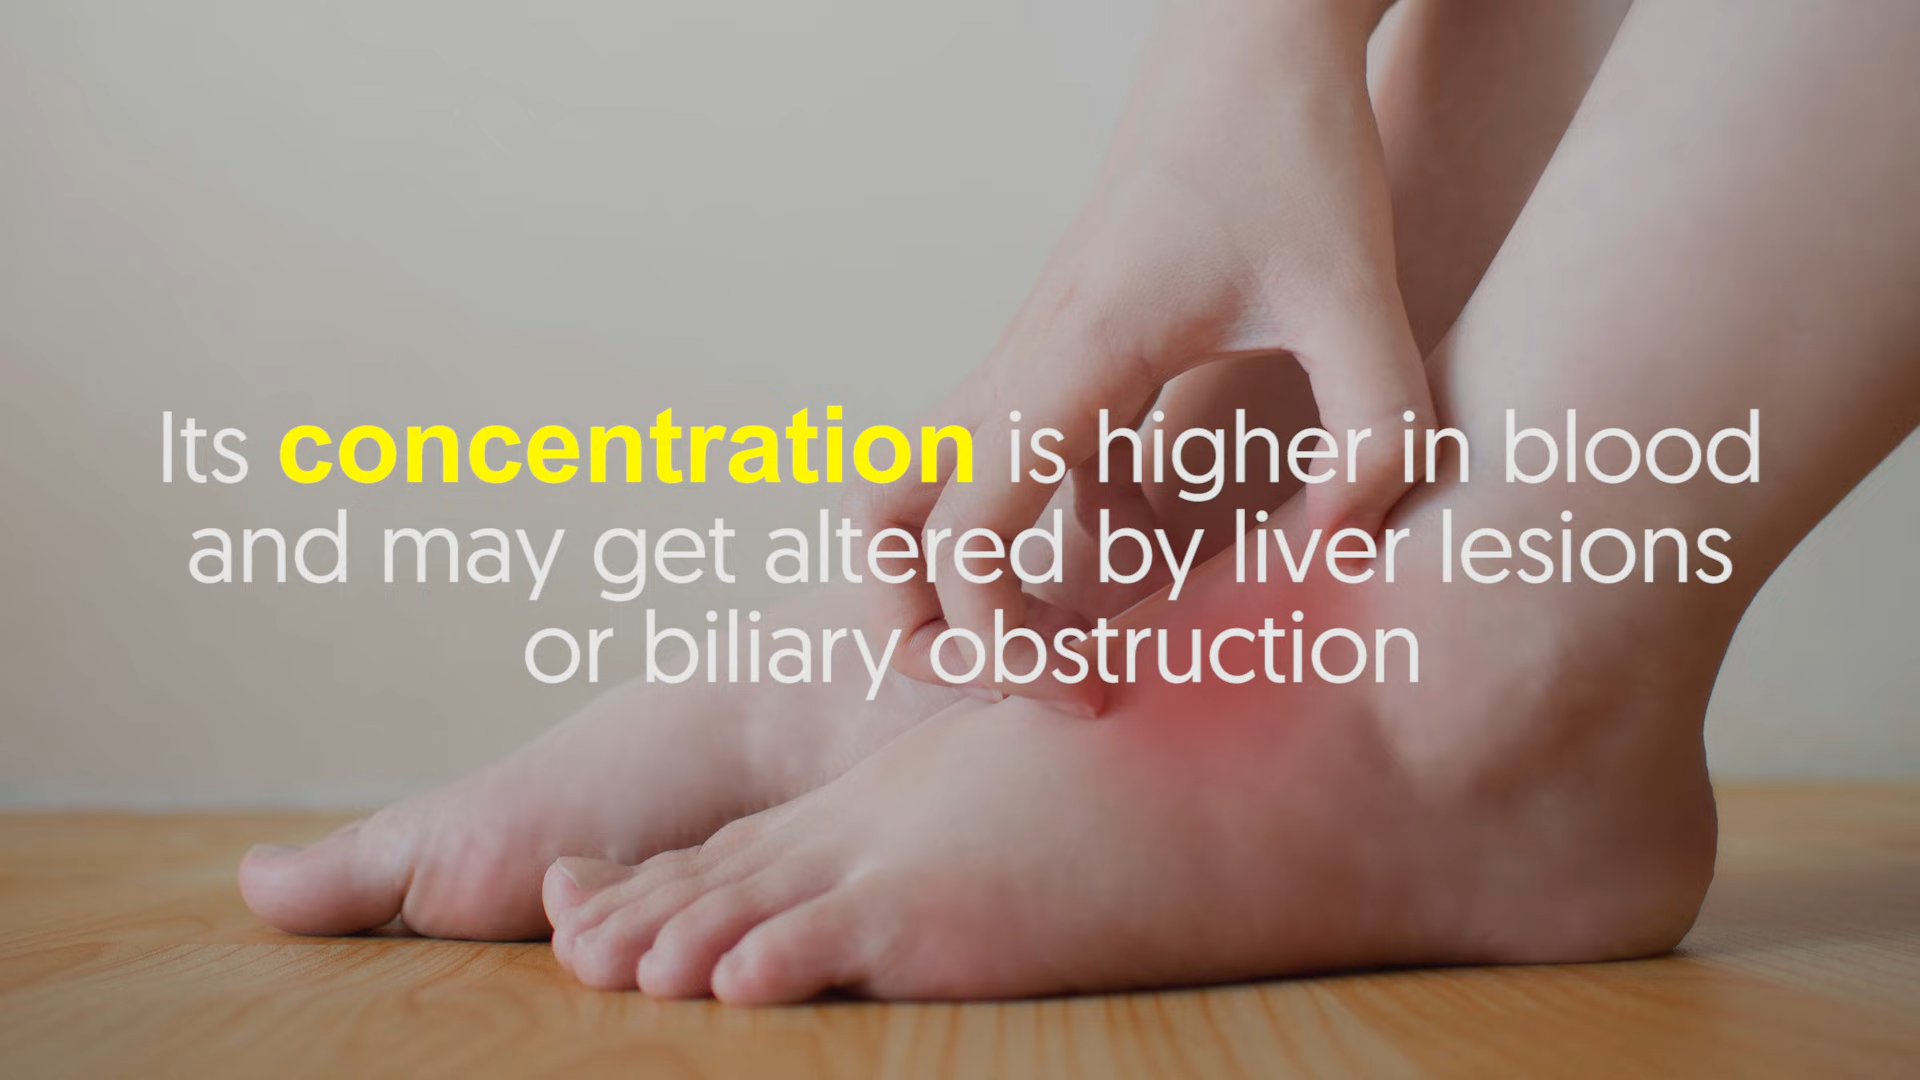 Its concentration is higher in blood
and may get altered by liver lesions
or biliary obstruction